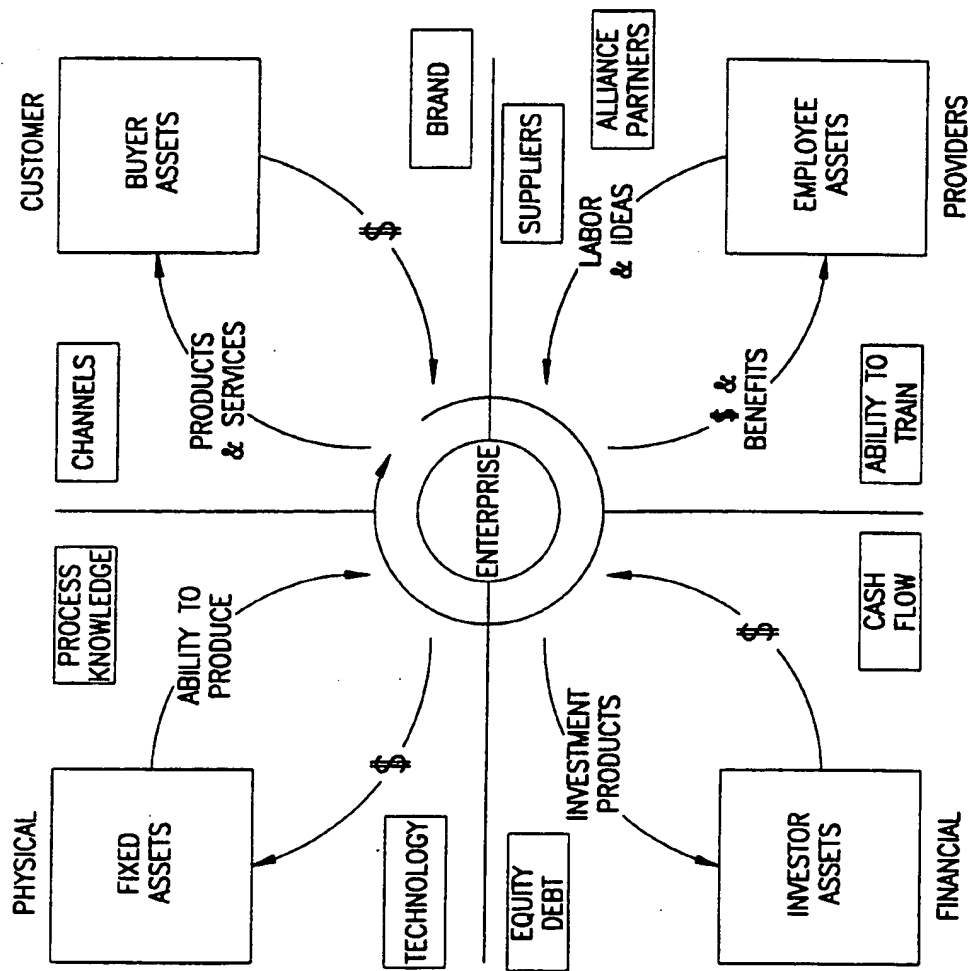 PHYSICAL
CUSTOMER
FIXED
ASSETS
PROCESS
KNOWLEDGE
CHANNELS
BUYER
ASSETS
ABILITY TO
PRODUCE
PRODUCTS
& SERVICES
$
$
TECHNOLOGY
BRAND
ENTERPRISE
EQUITY
DEBT
SUPPLIERS
INVESTMENT
PRODUCTS
LABOR
& IDEAS
ALLIANCE
PARTNERS
$
$ &
BENEFITS
INVESTOR
ASSETS
CASH
FLOW
ABILITY TO
TRAIN
EMPLOYEE
ASSETS
FINANCIAL
PROVIDERS